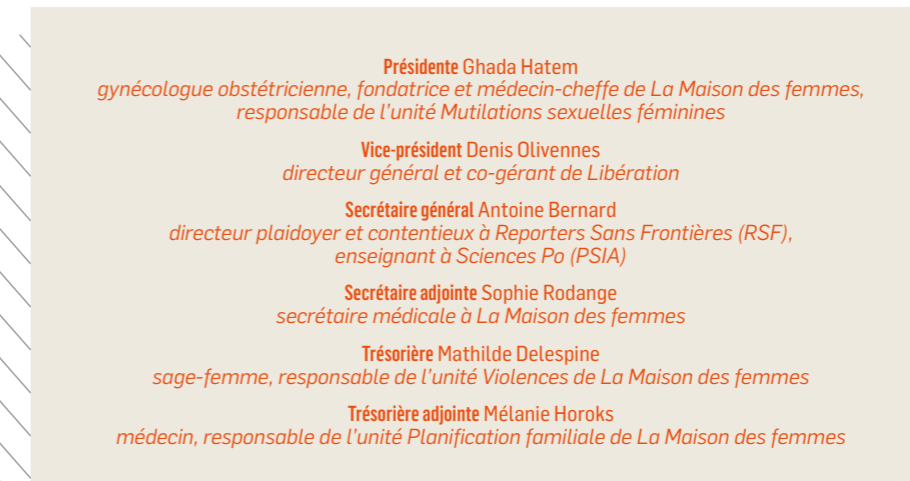 Présidente Ghada Hatem
gynécologue obstétricienne, fondatrice et médecin-cheffe de La Maison des femmes,
responsable de l'unité Mutilations sexuelles féminines
Vice-président Denis Olivennes
directeur général et co-gérant de Libération
Secrétaire général Antoine Bernard
directeur plaidoyer et contentieux à Reporters Sans Frontières (RSF),
enseignant à Sciences Po (PSIA)
Secrétaire adjointe Sophie Rodange
secrétaire médicale à La Maison des femmes
Trésorière Mathilde Delespine
sage-femme, responsable de l'unité Violences de La Maison des femmes
Trésorière adjointe Mélanie Horoks
médecin, responsable de l'unité Planification familiale de La Maison des femmes